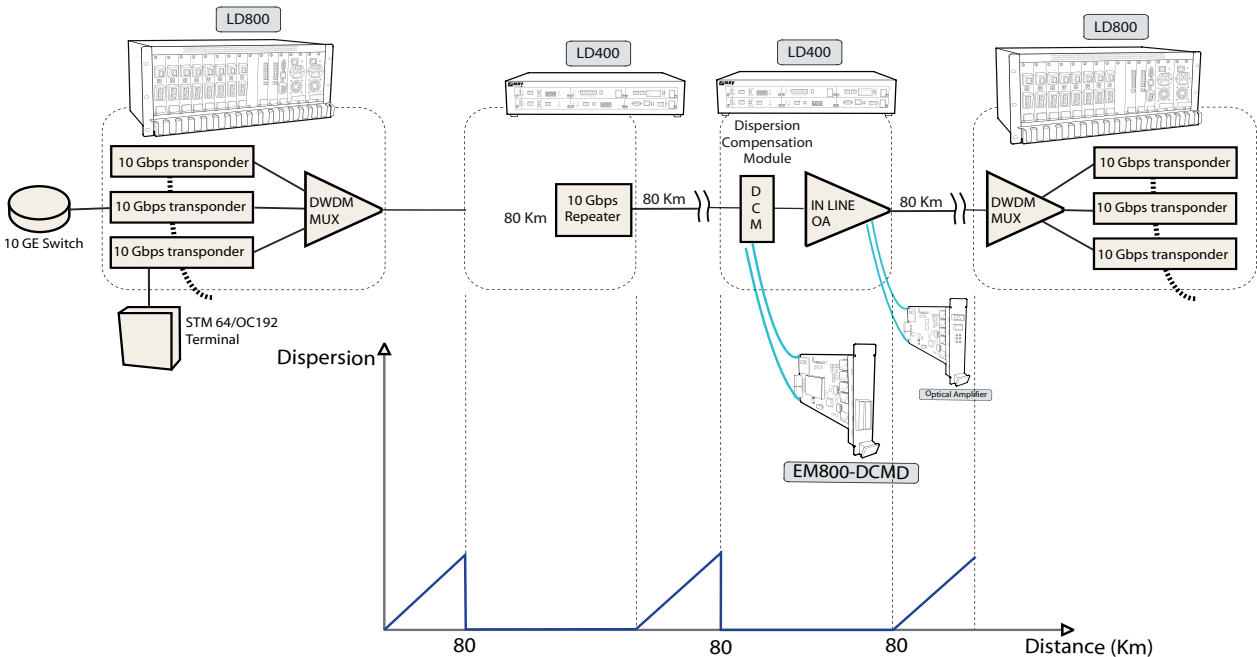 LD800
LD400
LD400
LD800
MRV
MRV
Dispersion
Compensation
Module
10 Gbps transponder
10 Gbps transponder
10 Gbps transponder
DWDM
MUX
10 GE Switch
STM 64/OC192
Terminal
80 Km
10 Gbps
Repeater
80 Km
D
C
M
IN LINE
OA
80 Km
DWDM
MUX
10 Gbps transponder
10 Gbps transponder
10 Gbps transponder
Optical Amplifier
EM800-DCMD
Dispersion
80
80
80
Distance (Km)